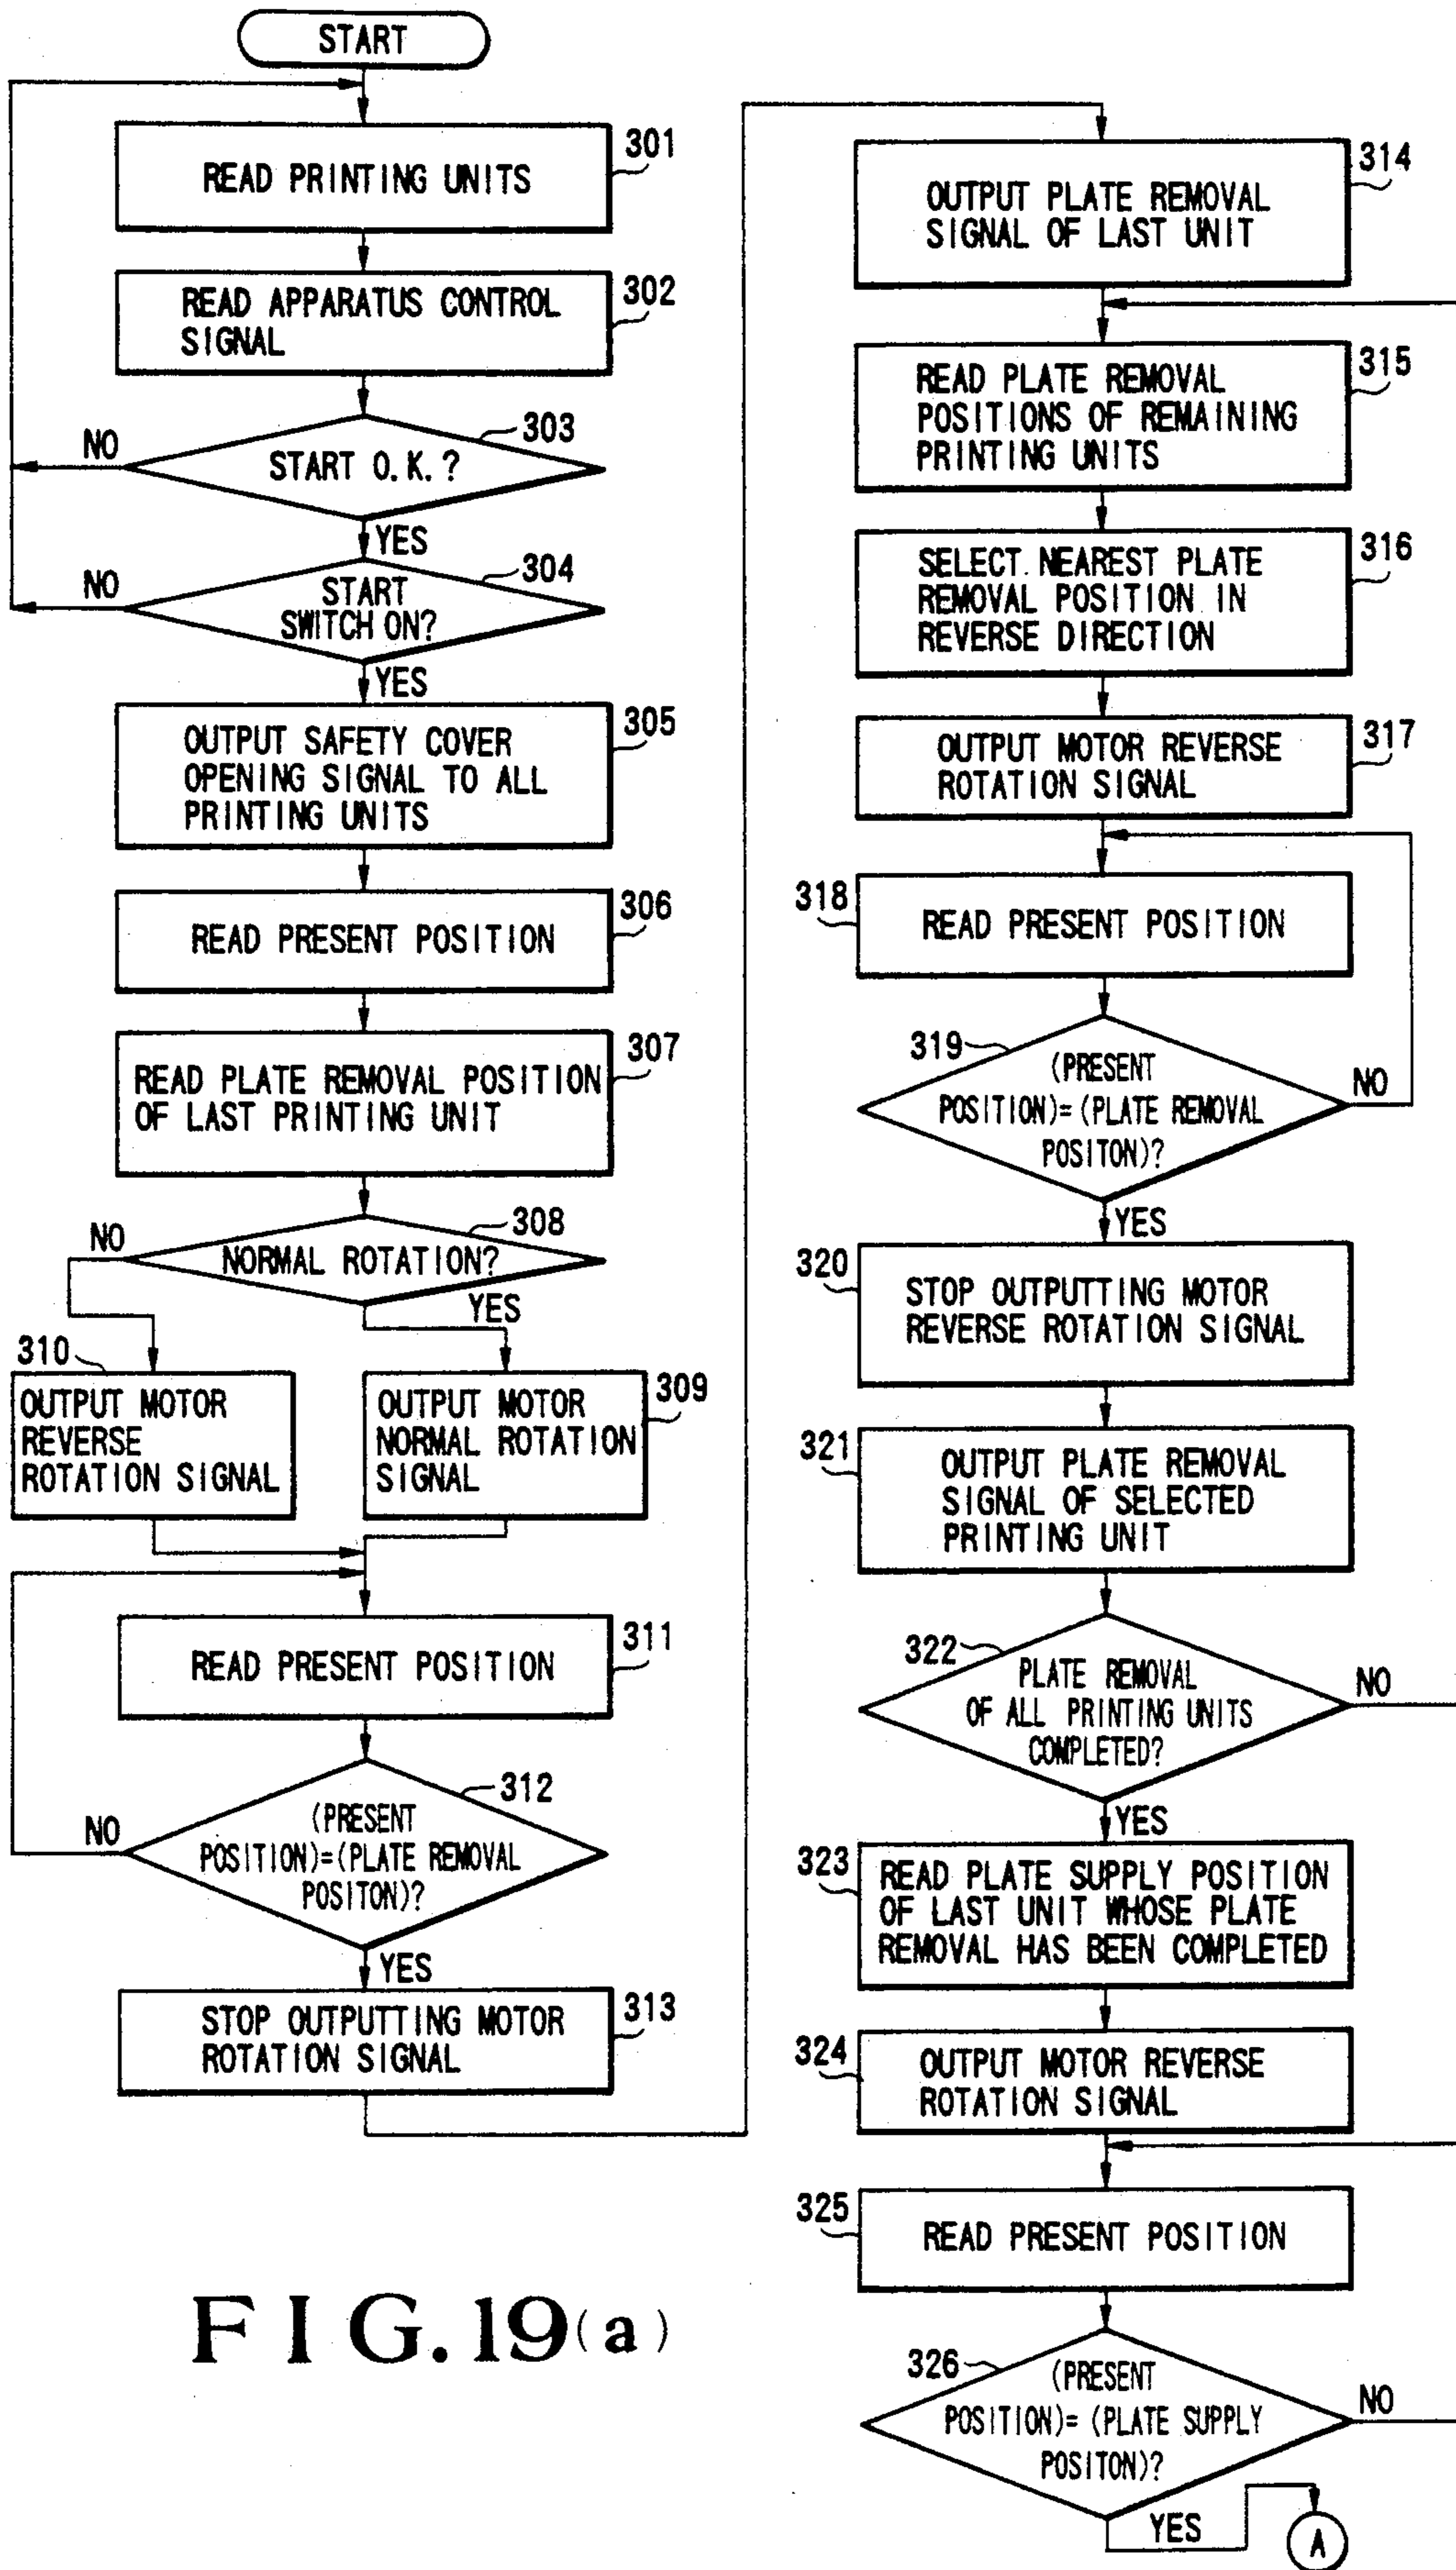 START
READ PRINTING UNITS
301
READ APPARATUS CONTROL
SIGNAL
302
303
START O.K.?
NO
YES
304
START
SWITCH ON?
NO
YES
305
OUTPUT SAFETY COVER
OPENING SIGNAL TO ALL
PRINTING UNITS
306
READ PRESENT POSITION
307
READ PLATE REMOVAL POSITION
OF LAST PRINTING UNIT
308
NORMAL ROTATION?
NO
YES
310
OUTPUT MOTOR
REVERSE
ROTATION SIGNAL
309
OUTPUT MOTOR
NORMAL ROTATION
SIGNAL
311
READ PRESENT POSITION
312
(PRESENT
POSITION)=(PLATE REMOVAL
POSITON)?
NO
YES
313
STOP OUTPUTTING MOTOR
ROTATION SIGNAL
314
OUTPUT PLATE REMOVAL
SIGNAL OF LAST UNIT
315
READ PLATE REMOVAL
POSITIONS OF REMAINING
PRINTING UNITS
316
SELECT NEAREST PLATE
REMOVAL POSITION IN
REVERSE DIRECTION
317
OUTPUT MOTOR REVERSE
ROTATION SIGNAL
318
READ PRESENT POSITION
319
(PRESENT
POSITION)=(PLATE REMOVAL
POSITON)?
NO
YES
320
STOP OUTPUTTING MOTOR
REVERSE ROTATION SIGNAL
321
OUTPUT PLATE REMOVAL
SIGNAL OF SELECTED
PRINTING UNIT
322
PLATE REMOVAL
OF ALL PRINTING UNITS
COMPLETED?
NO
YES
323
READ PLATE SUPPLY POSITION
OF LAST UNIT WHOSE PLATE
REMOVAL HAS BEEN COMPLETED
324
OUTPUT MOTOR REVERSE
ROTATION SIGNAL
325
READ PRESENT POSITION
326
(PRESENT
POSITION)=(PLATE SUPPLY
POSITON)?
NO
YES
A
FIG.19(a)